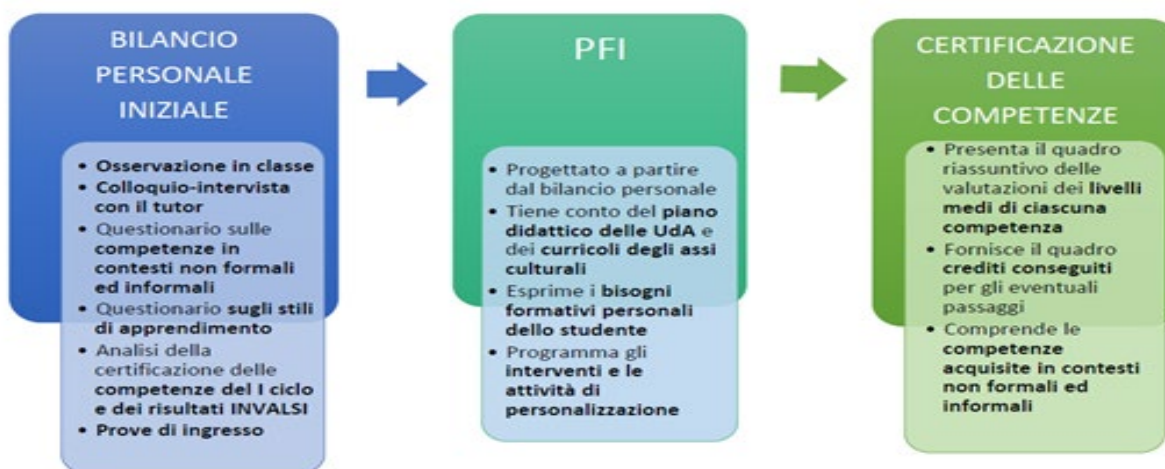 BILANCIO
PERSONALE
INIZIALE
• Osservazione in classe
• Colloquio-intervista
con il tutor
• Questionario sulle
competenze in
contesti non formali
ed informali
• Questionario sugli stili
di apprendimento
• Analisi della
certificazione delle
competenze del I ciclo
e dei risultati INVALSI
• Prove di ingresso
PFI
• Progettato a partire
dal bilancio personale
• Tiene conto del piano
didattico delle UdA e
dei curricoli degli assi
culturali
• Esprime i bisogni
formativi personali
dello studente
• Programma gli
interventi e le
attività di
personalizzazione
CERTIFICAZIONE
DELLE
COMPETENZE
• Presenta il quadro
riassuntivo delle
valutazioni dei livelli
medi di ciascuna
competenza
• Fornisce il quadro
crediti conseguiti
per gli eventuali
passaggi
• Comprende le
competenze
acquisite in contesti
non formali ed
informali